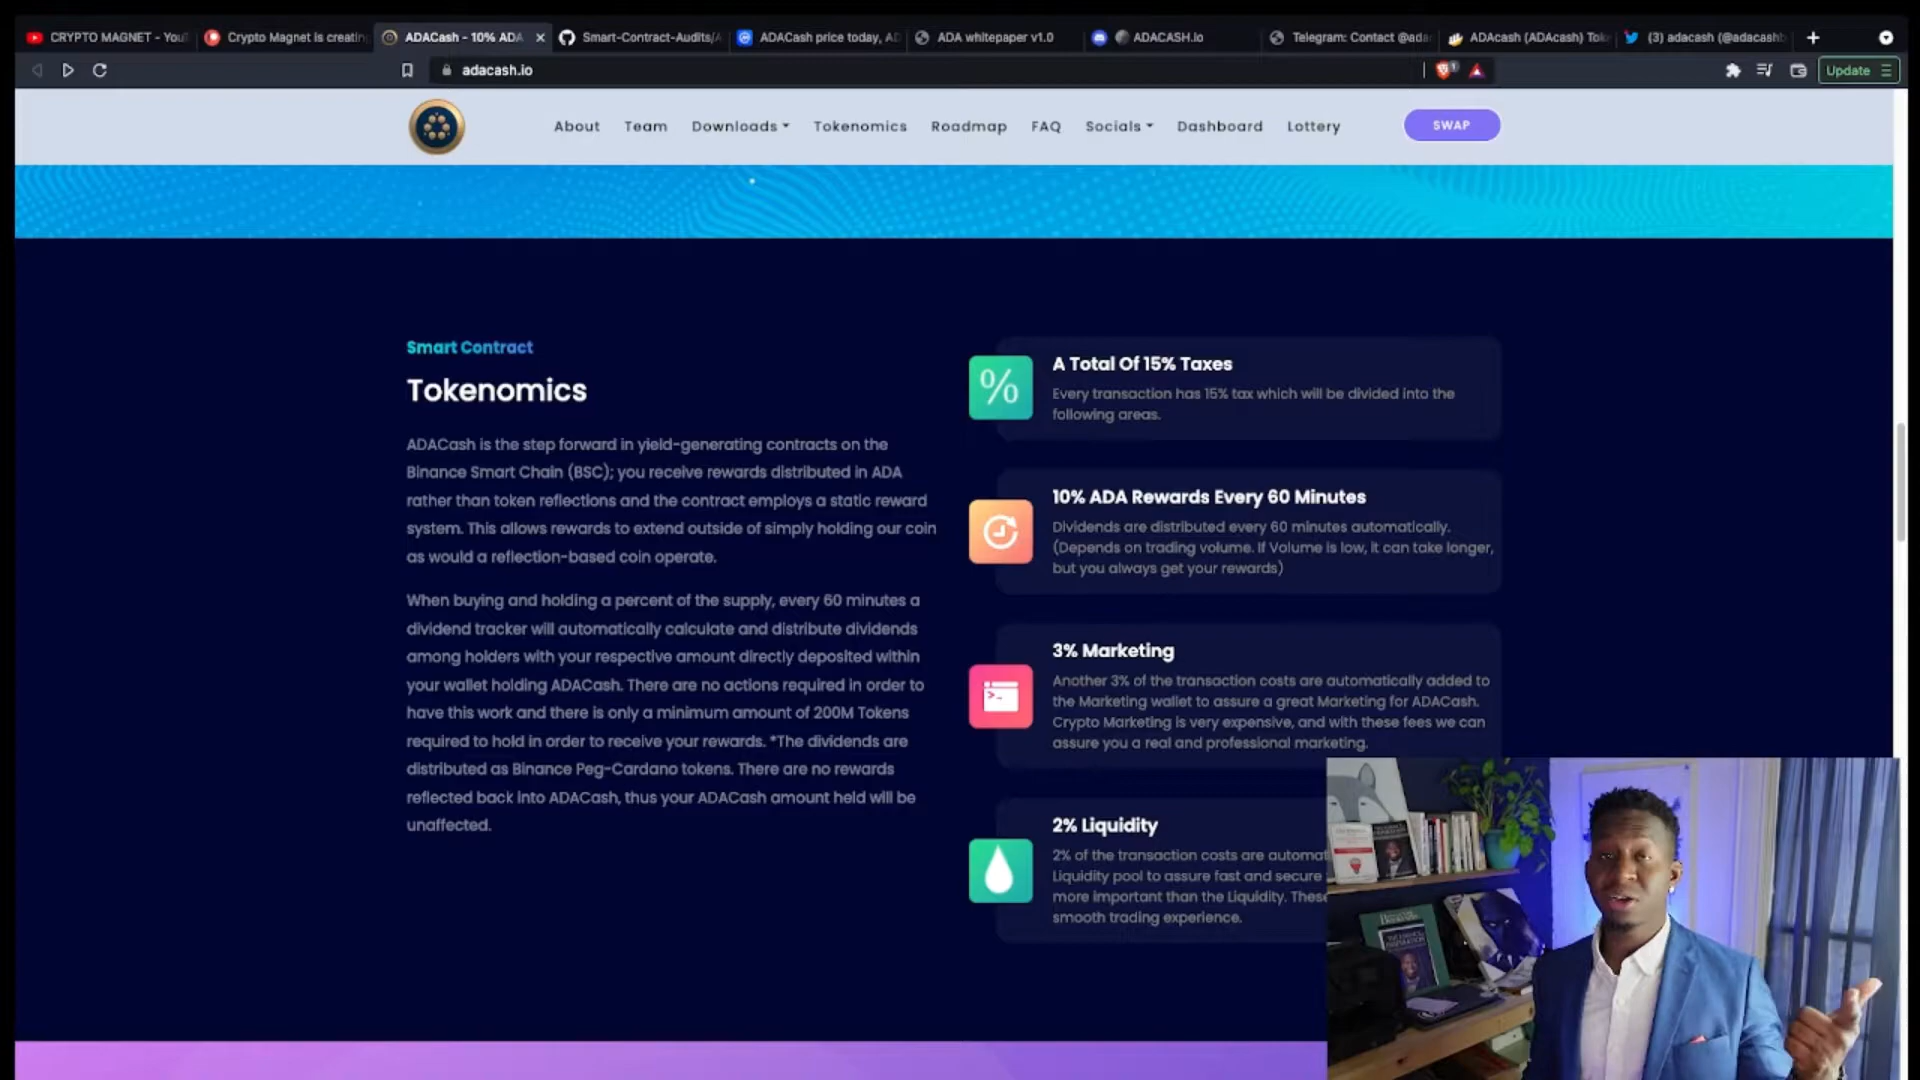 CRYPTO MAGNET - You
Crypto Magnet is creatin
ADACash - 10% ADA
Smart-Contract-Audits/A
ADACash price today, AD
ADA whitepaper v1.0
ADACASH.io
Telegram: Contact @ada
ADAcash (ADAcash) Tok
(3) adacash (@adacashb
adacash.io
Update
About
Team
Downloads
Tokenomics
Roadmap
FAQ
Socials
Dashboard
Lottery
SWAP
Smart Contract
Tokenomics
ADACash is the step forward in yield-generating contracts on the
Binance Smart Chain (BSC); you receive rewards distributed in ADA
rather than token reflections and the contract employs a static reward
system. This allows rewards to extend outside of simply holding our coin
as would a reflection-based coin operate.
When buying and holding a percent of the supply, every 60 minutes a
dividend tracker will automatically calculate and distribute dividends
among holders with your respective amount directly deposited within
your wallet holding ADACash. There are no actions required in order to
have this work and there is only a minimum amount of 200M Tokens
required to hold in order to receive your rewards. *The dividends are
distributed as Binance Peg-Cardano tokens. There are no rewards
reflected back into ADACash, thus your ADACash amount held will be
unaffected.
%
A Total Of 15% Taxes
Every transaction has 15% tax which will be divided into the
following areas.
10% ADA Rewards Every 60 Minutes
Dividends are distributed every 60 minutes automatically.
(Depends on trading volume. If Volume is low, it can take longer,
but you always get your rewards)
3% Marketing
Another 3% of the transaction costs are automatically added to
the Marketing wallet to assure a great Marketing for ADACash.
Crypto Marketing is very expensive, and with these fees we can
assure you a real and professional marketing.
2% Liquidity
2% of the transaction costs are automat
Liquidity pool to assure fast and secure
more important than the Liquidity. These
smooth trading experience.